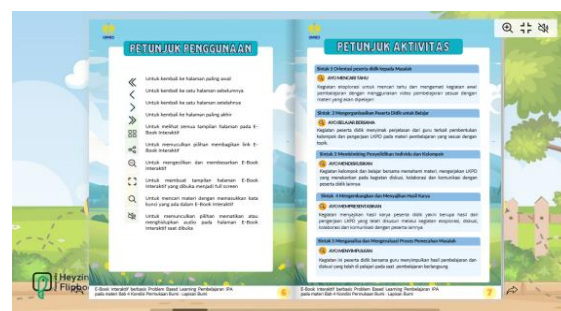 PETUNJUK PENGGUNAAN
Untuk kembali ke halaman paling awal
Untuk kembali ke satu halaman sebelumnya
Untuk kembali ke satu halaman setelahnya
Untuk kembali ke halaman paling akhir
Untuk melihat semua tampilan halaman pada E-
Book Interaktif
Untuk memunculkan pilihan membagikan link E-
Book Interaktif
Untuk mengecilkan dan membesarkan E-Book
Interaktif
Untuk membuat tampilan halaman E-Book
Interaktif yang dibuka menjadi full screen
Untuk mencari materi dengan memasukkan kata
kunci yang ada dalam E-Book Interaktif
Untuk memunculkan pilihan mematikan atau
menghidupkan audio pada halaman E-Book
Interaktif saat dibuka
Heyzin
Flipbo
E-Book Interaktif berbasis Problem Based Learning Pembelajaran IPA
pada materi Bab 4 Kondisi Permukaan Bumi : Lapisan Bumi
6
PETUNJUK AKTIVITAS
Sintak 1 Orientasi peserta didik kepada Masalah
AYO MENCARI TAHU
Kegiatan eksplorasi untuk mencari tahu dan mengamati kegiatan awal
pembelajaran dengan menggunakan video pembelajaran sesuai dengan
materi yang akan dipelajari
Sintak 2 Mengorganisasikan Peserta Didik untuk Belajar
AYO BELAJAR BERSAMA
Kegiatan peserta didik menyimak penjelasan dari guru terkait pembentukan
kelompok dan pengerjaan LKPD pada materi pembelajaran yang sesuai dengan
topik.
Sintak 3 Membimbing Penyelidikan Individu dan Kelompok
AYO MENDISKUSIKAN
Kegiatan kelompok dan belajar bersama memahami materi, mengerjakan LKPD
yang menekankan pada kegiatan diskusi, kolaborasi dan komunikasi dengan
peserta didik lainnya
Sintak 4 Mengembangkan dan Menyajikan Hasil Karya
AYO MEMPRESENTASIKAN
Kegiatan menyajikan hasil karya peserta didik yakni berupa hasil dari
pengerjaan LKPD yang telah disusun melalui kegiatan eksplorasi, diskusi,
kolaborasi dan komunikasi dengan peserta lainnya
Sintak 5 Menganalisa dan Mengevaluasi Proses Pemecahan Masalah
AYO MENYIMPULKAN
Kegiatan ini peserta didik bersama guru menyimpulkan hasil pembelajaran dan
diskusi yang telah di pelajari pada saat pembelajaran berlangsung
E-Book Interaktif berbasis Problem Based Learning Pembelajaran IPA
pada materi Bab 4 Kondisi Permukaan Bumi : Lapisan Bumi
7